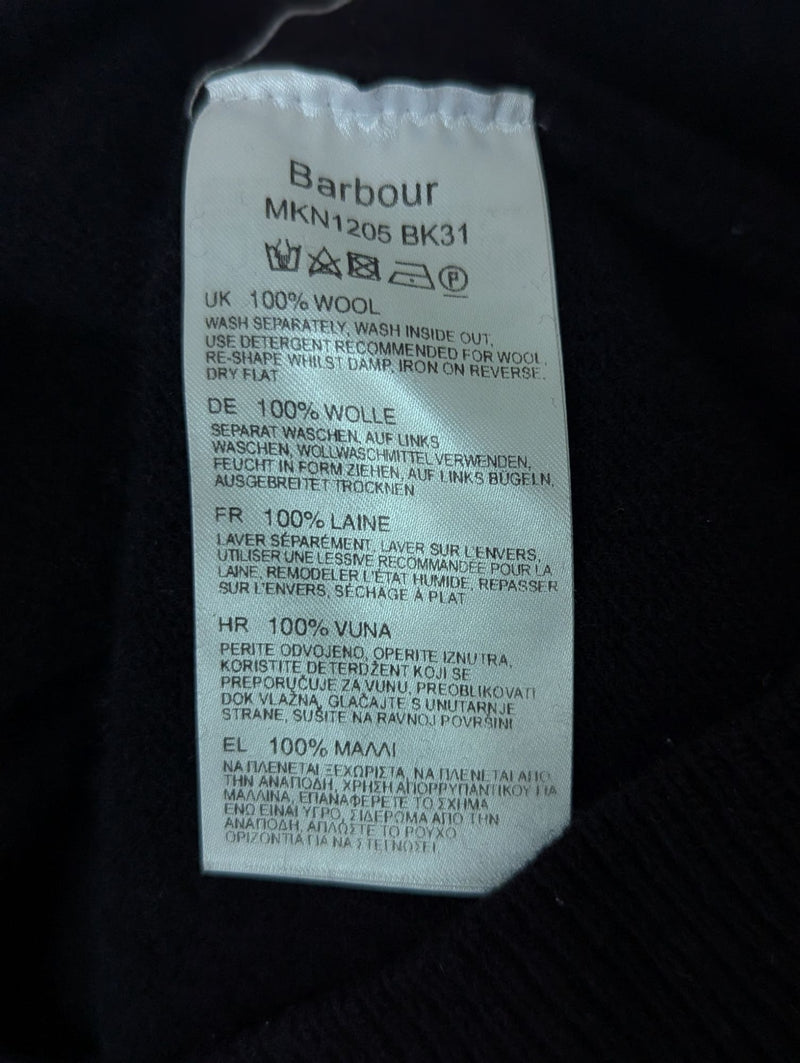 Barbour
MKN1205 BK31
P
UK 100% WOOL
WASH SEPARATELY, WASH INSIDE OUT,
USE DETERGENT RECOMMENDED FOR WOOL,
RE-SHAPE WHILST DAMP, IRON ON REVERSE.
DRY FLAT
DE 100% WOLLE
SEPARAT WASCHEN, AUF LINKS
WASCHEN, WOLLWASCHMITTEL VERWENDEN,
FEUCHT IN FORM ZIEHEN, AUF LINKS BÜGELN,
AUSGEBREITET TROCKNEN
FR 100% LAINE
LAVER SÉPARÉMENT, LAVER SUR L'ENVERS,
UTILISER UNE LESSIVE RECOMMANDÉE POUR LA
LAINE, REMODELER L'ÉTAT HUMIDE, REPASSER
SUR L'ENVERS, SÉCHAGE À PLAT
HR 100% VUNA
PERITE ODVOJENO, OPERITE IZNUTRA,
KORISTITE DETERDŽENT KOJI SE
PREPORUČUJE ZA VUNU, PREOBLIKOVATI
DOK VLAŽNA, GLAČAJTE S UNUTARNJE
STRANE, SUŠITE NA RAVNOJ POVRŠINI
EL 100% ΜΑΛΛΙ
ΝΑ ΠΛΕΝΕΤΑΙ ΞΕΧΩΡΙΣΤΑ, ΝΑ ΠΛΕΝΕΤΑΙ ΑΠΟ
ΤΗΝ ΑΝΑΠΟΔΗ, ΧΡΗΣΗ ΑΠΟΡΡΥΠΑΝΤΙΚΟΥ ΓΙΑ
ΜΑΛΛΙΝΑ, ΕΠΑΝΑΦΕΡΕΤΕ ΤΟ ΣΧΗΜΑ
ΕΝΩ ΕΙΝΑΙ ΥΓΡΟ, ΣΙΔΕΡΩΜΑ ΑΠΟ ΤΗΝ
ΑΝΑΠΟΔΗ, ΑΠΛΩΣΤΕ ΤΟ ΡΟΥΧΟ
ΟΡΙΖΟΝΤΙΑ ΓΙΑ ΝΑ ΣΤΕΓΝΩΣΕΙ